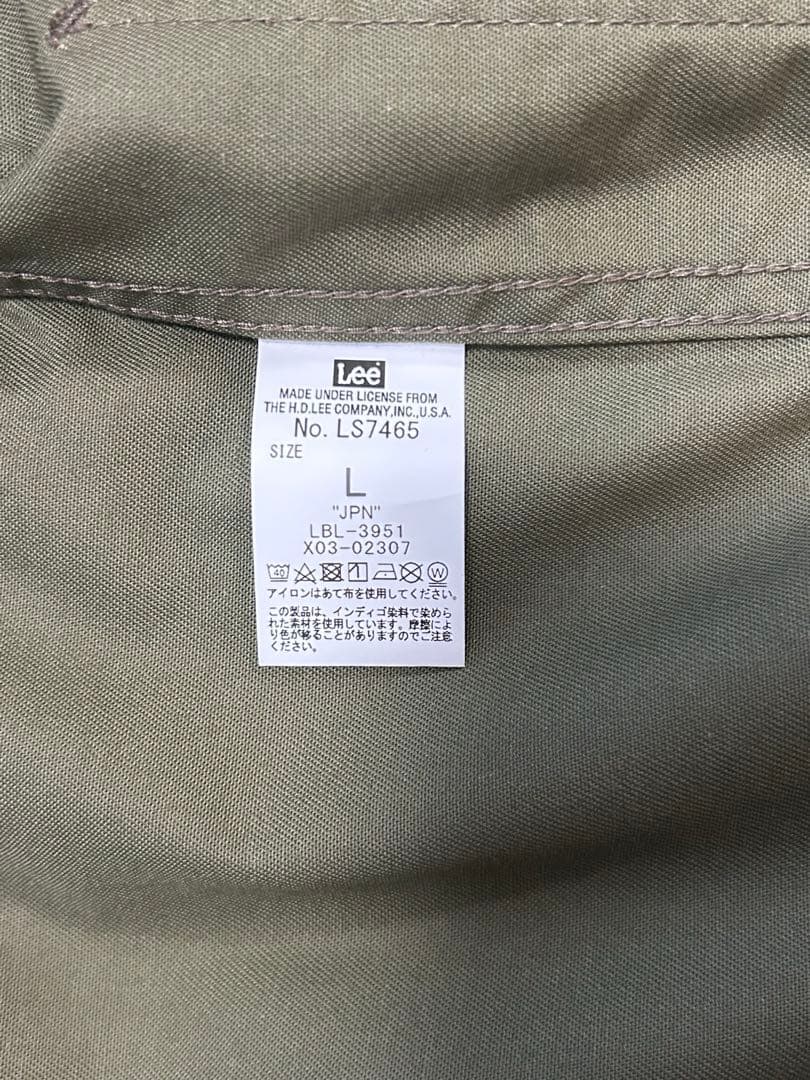 Lee
MADE UNDER LICENSE FROM
THE H.D.LEE COMPANY,INC.,U.S.A.
No. LS7465
SIZE
L
"JPN"
LBL-3951
X03-02307
40 W
アイロンはあて布を使用してください。
この製品は、インディゴ染料で染めら
れた素材を使用しています。摩擦によ
り色が移ることがありますのでご注意
ください。